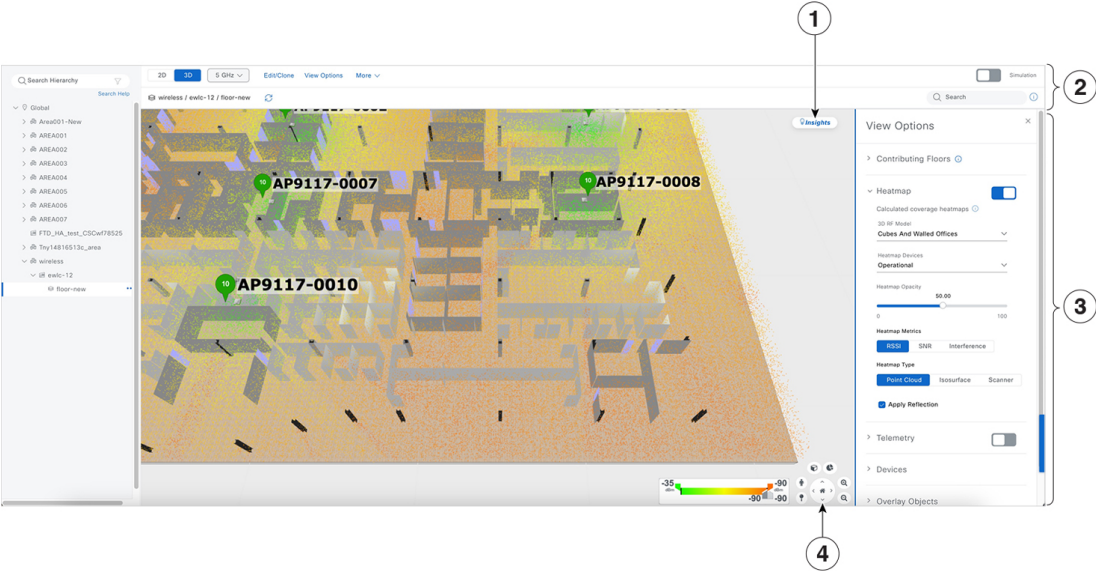 1
Search Hierarchy
Search Help
Global
Area001-New
AREA001
AREA002
AREA003
AREA004
AREA005
AREA006
AREA007
FTD_HA_test_CSCwf78525
Tny14816513c_area
wireless
ewlc-12
floor-new
2D 3D 5 GHz Edit/Clone View Options More
Simulation
2
wireless / ewlc-12 / floor-new
Search
Insights
10 AP9117-0007
10 AP9117-0008
10 AP9117-0010
-35 dBm -90 dBm
-90 -90
View Options
Contributing Floors
Heatmap
Calculated coverage heatmaps
3D RF Model
Cubes And Walled Offices
Heatmap Devices
Operational
Heatmap Opacity
50.00
0 100
Heatmap Metrics
RSSI SNR Interference
Heatmap Type
Point Cloud Isosurface Scanner
Apply Reflection
Telemetry
Devices
Overlay Objects
3
4